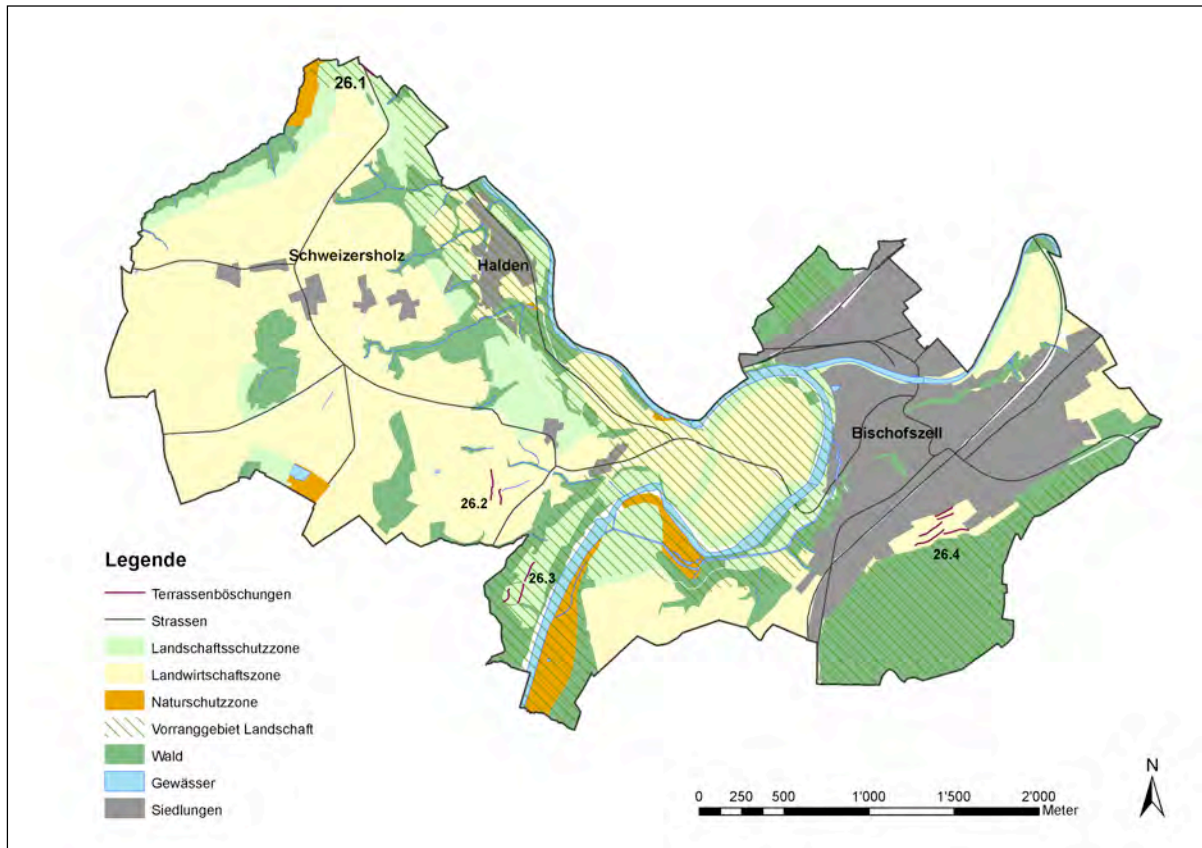 26.1
Schweizersholz
Halden
Bischofszell
26.2
26.3
26.4
Legende
Terrassenböschungen
Strassen
Landschaftsschutzzone
Landwirtschaftszone
Naturschutzzone
Vorranggebiet Landschaft
Wald
Gewässer
Siedlungen
N
0 250 500 1'000 1'500 2'000
Meter